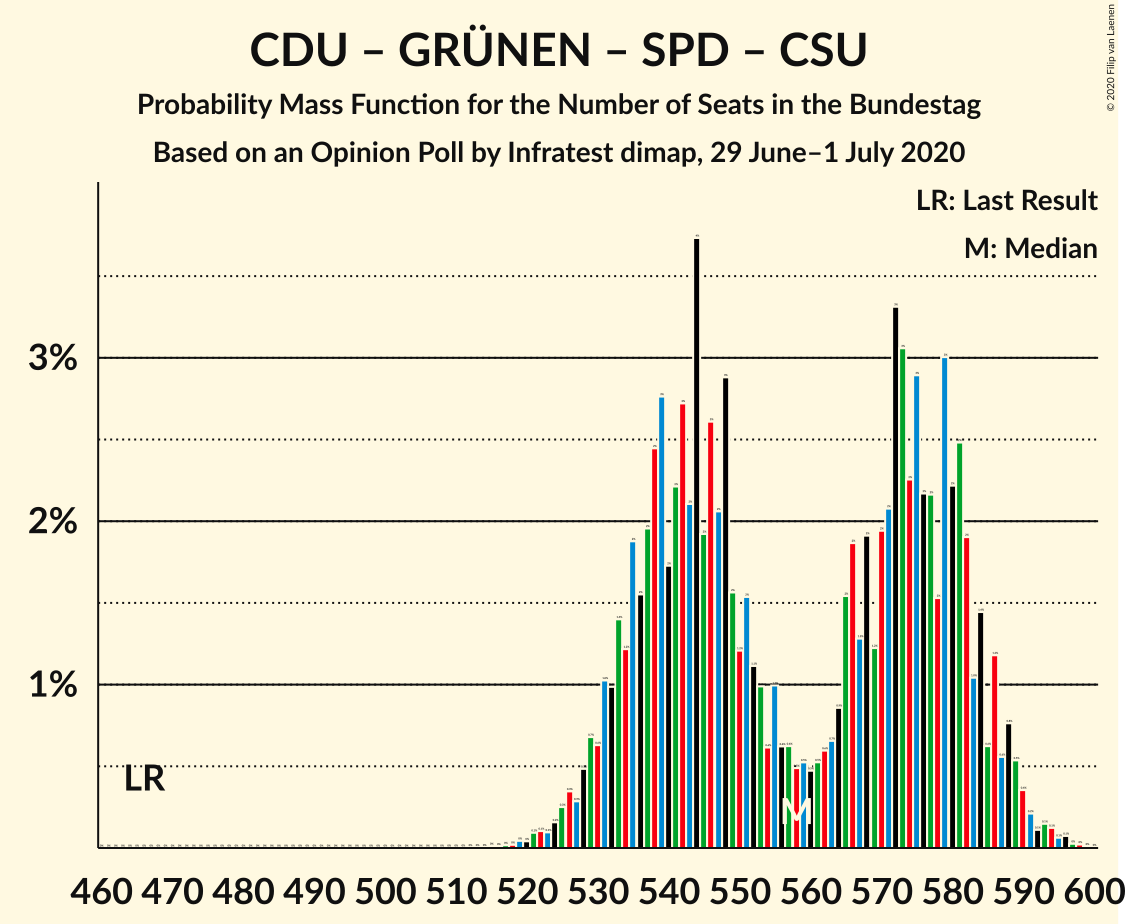 CDU – GRÜNEN – SPD – CSU
Probability Mass Function for the Number of Seats in the Bundestag
Based on an Opinion Poll by Infratest dimap, 29 June–1 July 2020
© 2020 Filip van Laenen
LR: Last Result
M: Median
3%
2%
1%
LR
M
460 470 480 490 500 510 520 530 540 550 560 570 580 590 600